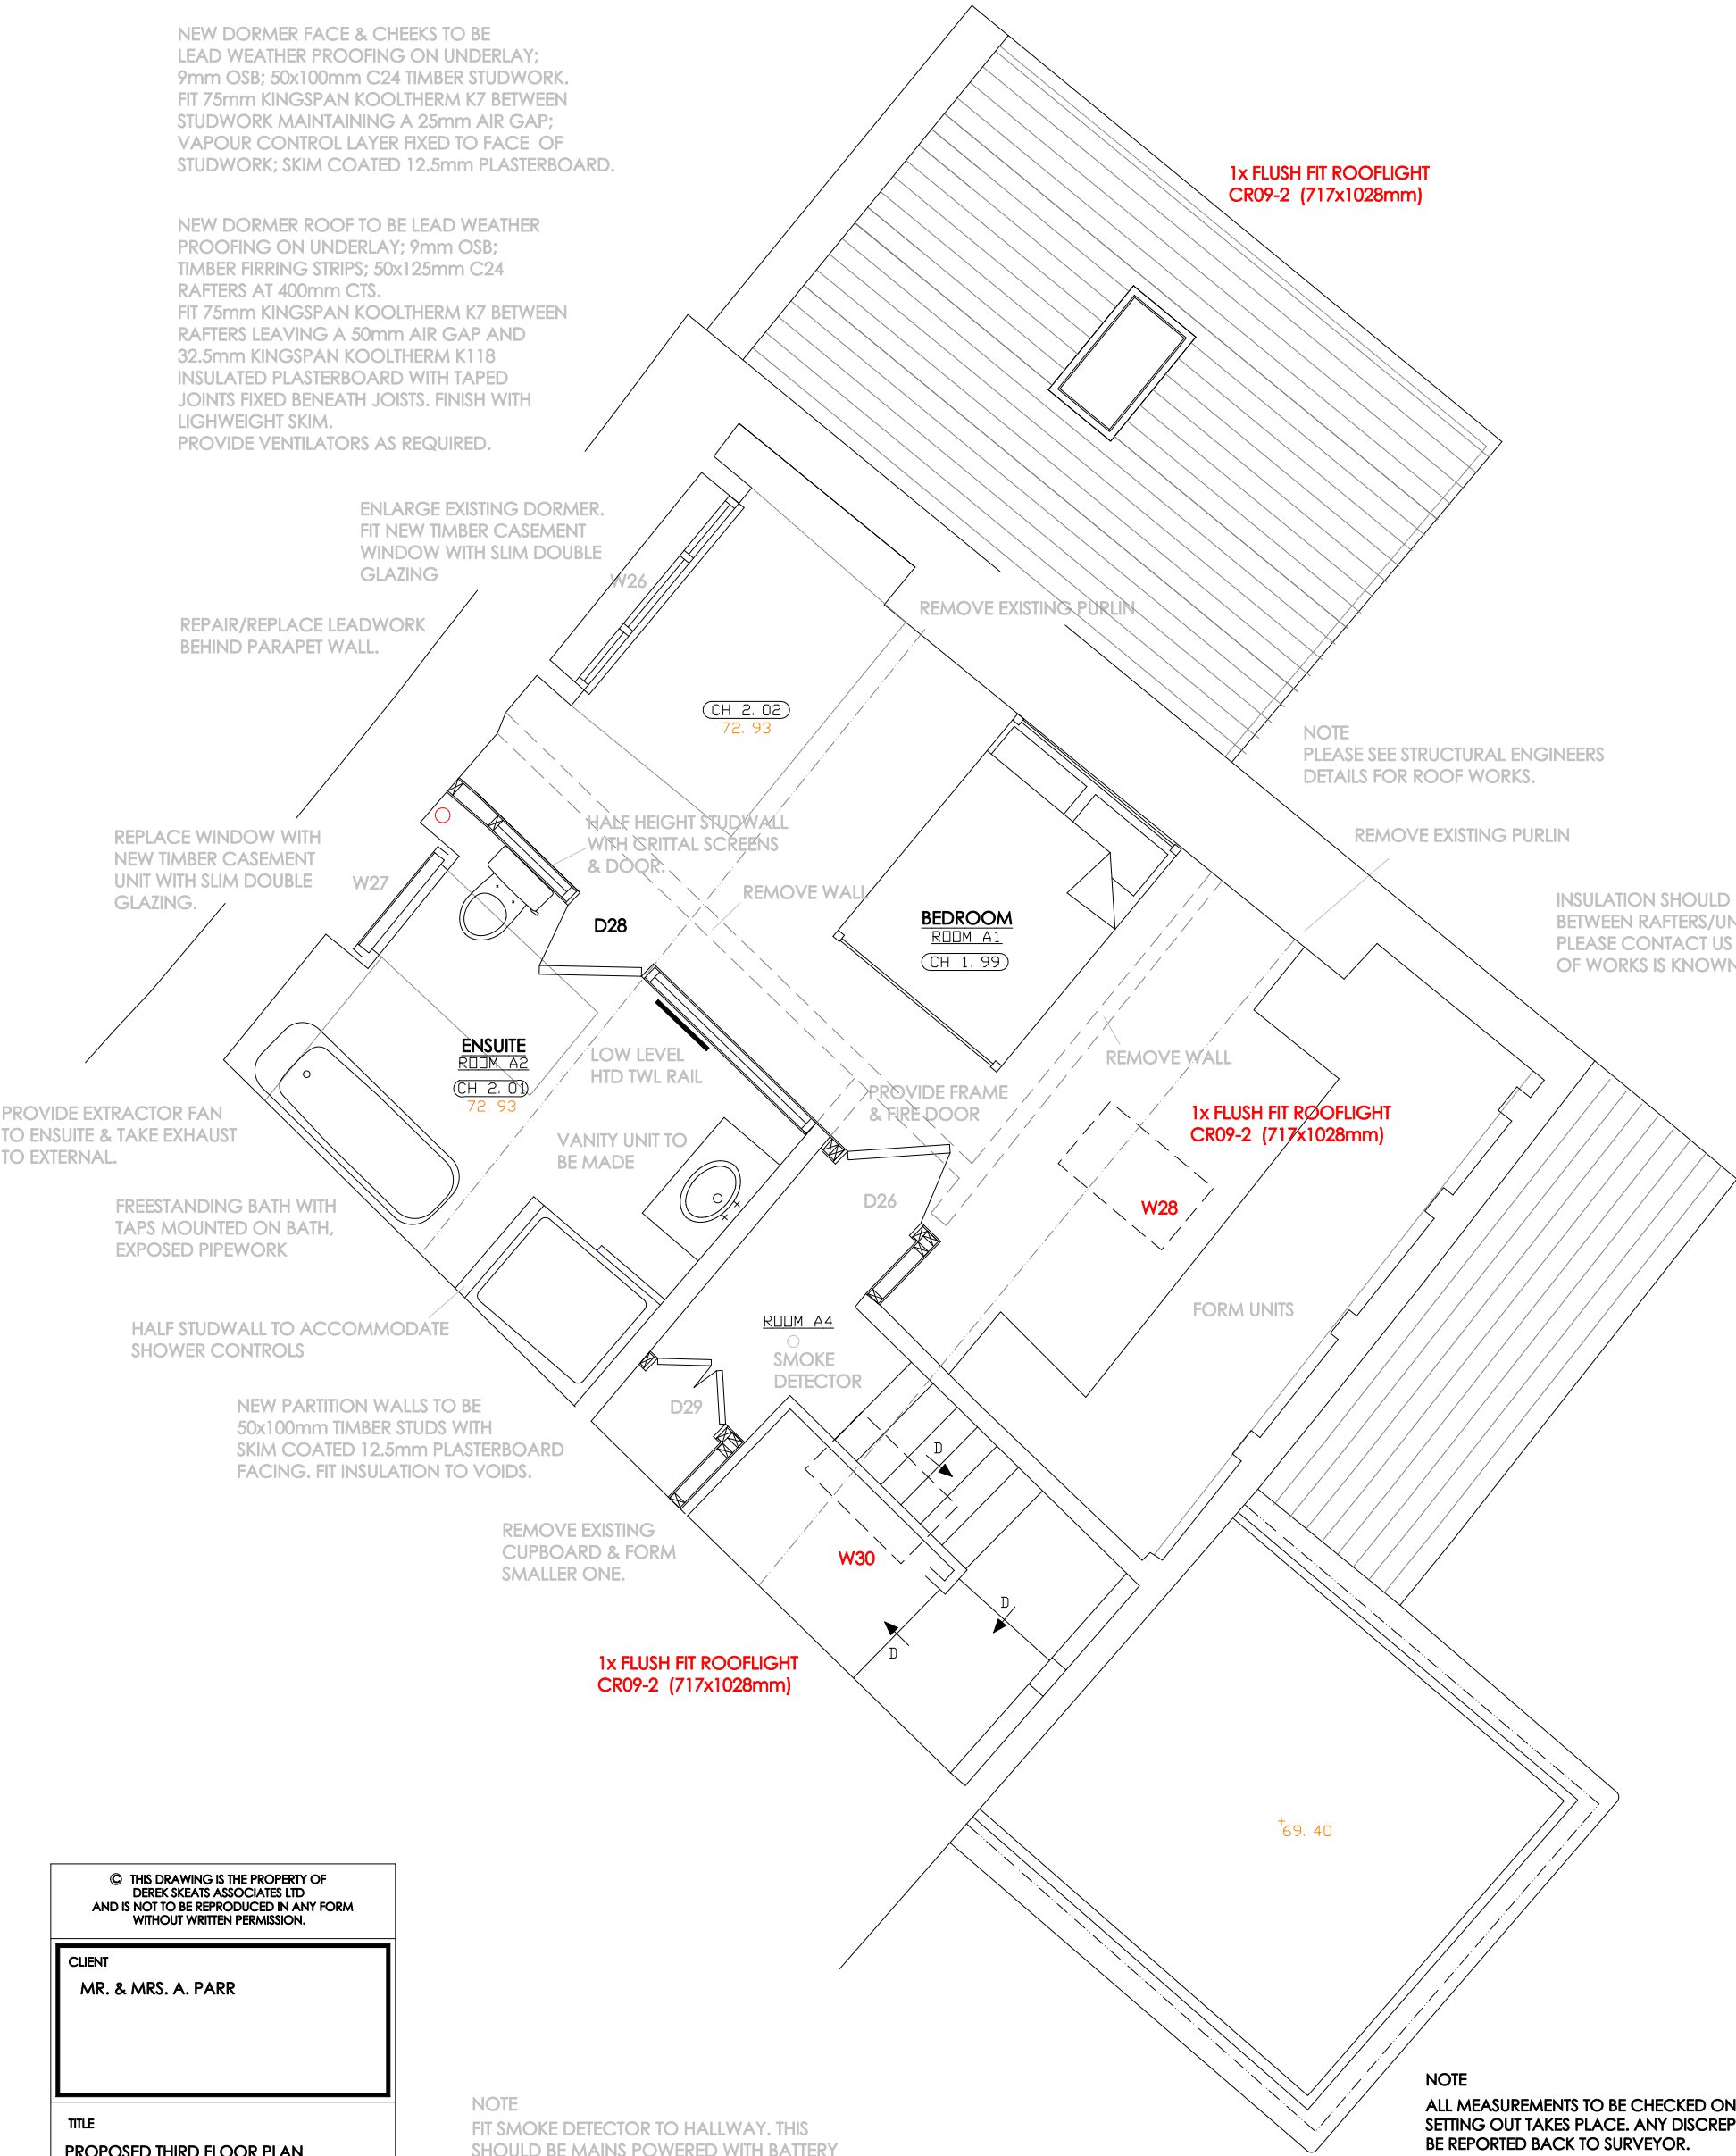 NEW DORMER FACE & CHEEKS TO BE
LEAD WEATHER PROOFING ON UNDERLAY;
9mm OSB; 50x100mm C24 TIMBER STUDWORK.
FIT 75mm KINGSPAN KOOLTHERM K7 BETWEEN
STUDWORK MAINTAINING A 25mm AIR GAP;
VAPOUR CONTROL LAYER FIXED TO FACE OF
STUDWORK; SKIM COATED 12.5mm PLASTERBOARD.
1x FLUSH FIT ROOFLIGHT
CR09-2 (717x1028mm)
NEW DORMER ROOF TO BE LEAD WEATHER
PROOFING ON UNDERLAY; 9mm OSB;
TIMBER FIRRING STRIPS; 50x125mm C24
RAFTERS AT 400mm CTS.
FIT 75mm KINGSPAN KOOLTHERM K7 BETWEEN
RAFTERS LEAVING A 50mm AIR GAP AND
32.5mm KINGSPAN KOOLTHERM K118
INSULATED PLASTERBOARD WITH TAPED
JOINTS FIXED BENEATH JOISTS. FINISH WITH
LIGHWEIGHT SKIM.
PROVIDE VENTILATORS AS REQUIRED.
ENLARGE EXISTING DORMER.
FIT NEW TIMBER CASEMENT
WINDOW WITH SLIM DOUBLE
GLAZING
W26
REMOVE EXISTING PURLIN
REPAIR/REPLACE LEADWORK
BEHIND PARAPET WALL.
CH 2.02
72.93
NOTE
PLEASE SEE STRUCTURAL ENGINEERS
DETAILS FOR ROOF WORKS.
REPLACE WINDOW WITH
NEW TIMBER CASEMENT
UNIT WITH SLIM DOUBLE
GLAZING.
W27
HALF HEIGHT STUDWALL
WITH CRITTAL SCREENS
& DOOR.
REMOVE EXISTING PURLIN
REMOVE WALL
INSULATION SHOULD
BETWEEN RAFTERS/UN
PLEASE CONTACT US
OF WORKS IS KNOWN
D28
BEDROOM
ROOM A1
CH 1.99
ENSUITE
ROOM A2
CH 2.01
72.93
LOW LEVEL
HTD TWL RAIL
REMOVE WALL
PROVIDE FRAME
& FIRE DOOR
1x FLUSH FIT ROOFLIGHT
CR09-2 (717x1028mm)
PROVIDE EXTRACTOR FAN
TO ENSUITE & TAKE EXHAUST
TO EXTERNAL.
VANITY UNIT TO
BE MADE
FREESTANDING BATH WITH
TAPS MOUNTED ON BATH,
EXPOSED PIPEWORK
D26
W28
HALF STUDWALL TO ACCOMMODATE
SHOWER CONTROLS
ROOM A4
SMOKE
DETECTOR
FORM UNITS
NEW PARTITION WALLS TO BE
50x100mm TIMBER STUDS WITH
SKIM COATED 12.5mm PLASTERBOARD
FACING. FIT INSULATION TO VOIDS.
D29
D
REMOVE EXISTING
CUPBOARD & FORM
SMALLER ONE.
W30
D
D
1x FLUSH FIT ROOFLIGHT
CR09-2 (717x1028mm)
69.40
© THIS DRAWING IS THE PROPERTY OF
DEREK SKEATS ASSOCIATES LTD
AND IS NOT TO BE REPRODUCED IN ANY FORM
WITHOUT WRITTEN PERMISSION.
CLIENT
MR. & MRS. A. PARR
TITLE
PROPOSED THIRD FLOOR PLAN
NOTE
FIT SMOKE DETECTOR TO HALLWAY. THIS
SHOULD BE MAINS POWERED WITH BATTERY
NOTE
ALL MEASUREMENTS TO BE CHECKED ON
SETTING OUT TAKES PLACE. ANY DISCREP
BE REPORTED BACK TO SURVEYOR.